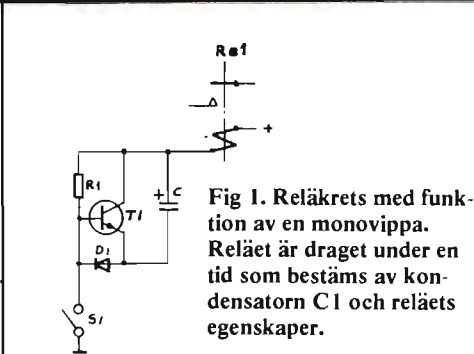 Re1
+
R1
T1
+
C
D1
S1
Fig 1. Reläkrets med funk-
tion av en monovippa.
Reläet är draget under en
tid som bestäms av kon-
densatorn C1 och reläets
egenskaper.